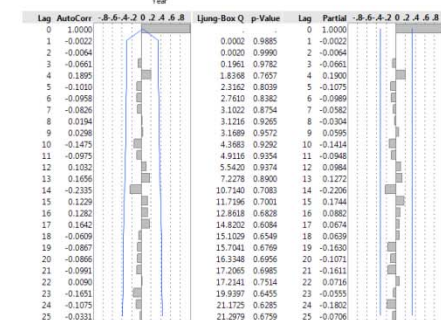 Year
Lag AutoCorr -.8-.6-.4-.2 0 .2 .4 .6 .8 Ljung-Box Q p-Value Lag Partial -.8-.6-.4-.2 0 .2 .4 .6 .8
0 1.0000 . . 0 1.0000
1 -0.0022 0.0002 0.9885 1 -0.0022
2 -0.0064 0.0020 0.9990 2 -0.0064
3 -0.0661 0.1961 0.9782 3 -0.0661
4 0.1895 1.8368 0.7657 4 0.1900
5 -0.1010 2.3162 0.8039 5 -0.1075
6 -0.0958 2.7610 0.8382 6 -0.0989
7 -0.0826 3.1022 0.8754 7 -0.0582
8 0.0194 3.1216 0.9265 8 -0.0304
9 0.0298 3.1689 0.9572 9 0.0595
10 -0.1475 4.3683 0.9292 10 -0.1414
11 -0.0975 4.9116 0.9354 11 -0.0948
12 0.1032 5.5420 0.9374 12 0.0984
13 0.1656 7.2278 0.8900 13 0.1272
14 -0.2335 10.7140 0.7083 14 -0.2206
15 0.1229 11.7196 0.7001 15 0.1744
16 0.1282 12.8618 0.6828 16 0.0882
17 0.1642 14.8202 0.6084 17 0.0674
18 -0.0609 15.1029 0.6549 18 0.0639
19 -0.0867 15.7041 0.6769 19 -0.1630
20 -0.0866 16.3348 0.6956 20 -0.1071
21 -0.0991 17.2065 0.6985 21 -0.1611
22 0.0090 17.2141 0.7514 22 0.0716
23 -0.1651 19.9397 0.6455 23 -0.0555
24 -0.1075 21.1725 0.6285 24 -0.1802
25 -0.0331 21.2979 0.6759 25 -0.0706